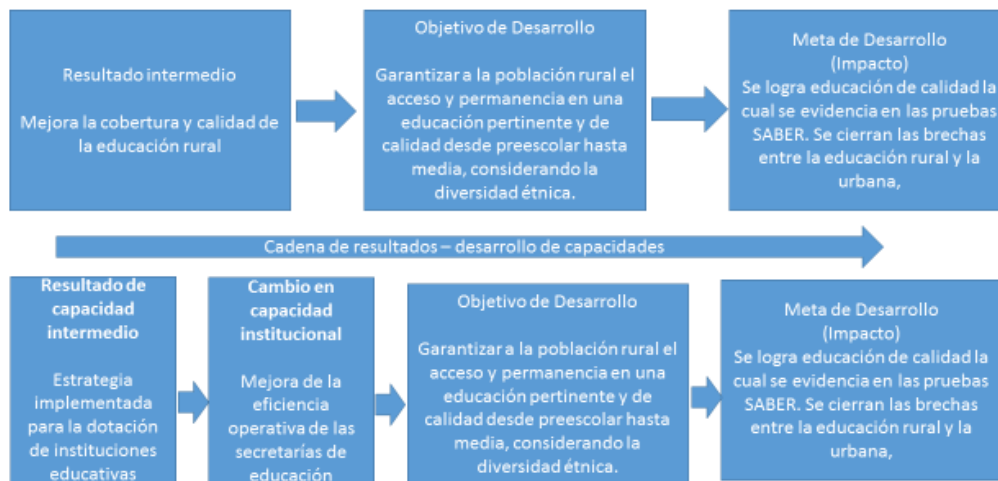 Resultado intermedio
Mejora la cobertura y calidad de
la educación rural
Objetivo de Desarrollo
Garantizar a la población rural el
acceso y permanencia en una
educación pertinente y de
calidad desde preescolar hasta
media, considerando la
diversidad étnica.
Meta de Desarrollo
(Impacto)
Se logra educación de calidad la
cual se evidencia en las pruebas
SABER. Se cierran las brechas
entre la educación rural y la
urbana,
Cadena de resultados – desarrollo de capacidades
Resultado de
capacidad
intermedio
Estrategia
implementada
para la dotación
de instituciones
educativas
Cambio en
capacidad
institucional
Mejora de la
eficiencia
operativa de las
secretarías de
educación
Objetivo de Desarrollo
Garantizar a la población rural el
acceso y permanencia en una
educación pertinente y de
calidad desde preescolar hasta
media, considerando la
diversidad étnica.
Meta de Desarrollo
(Impacto)
Se logra educación de calidad la
cual se evidencia en las pruebas
SABER. Se cierran las brechas
entre la educación rural y la
urbana,